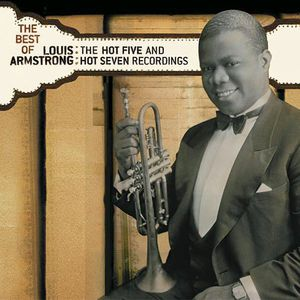 THE
BEST
OF
LOUIS : THE HOT FIVE AND
ARMSTRONG : HOT SEVEN RECORDINGS